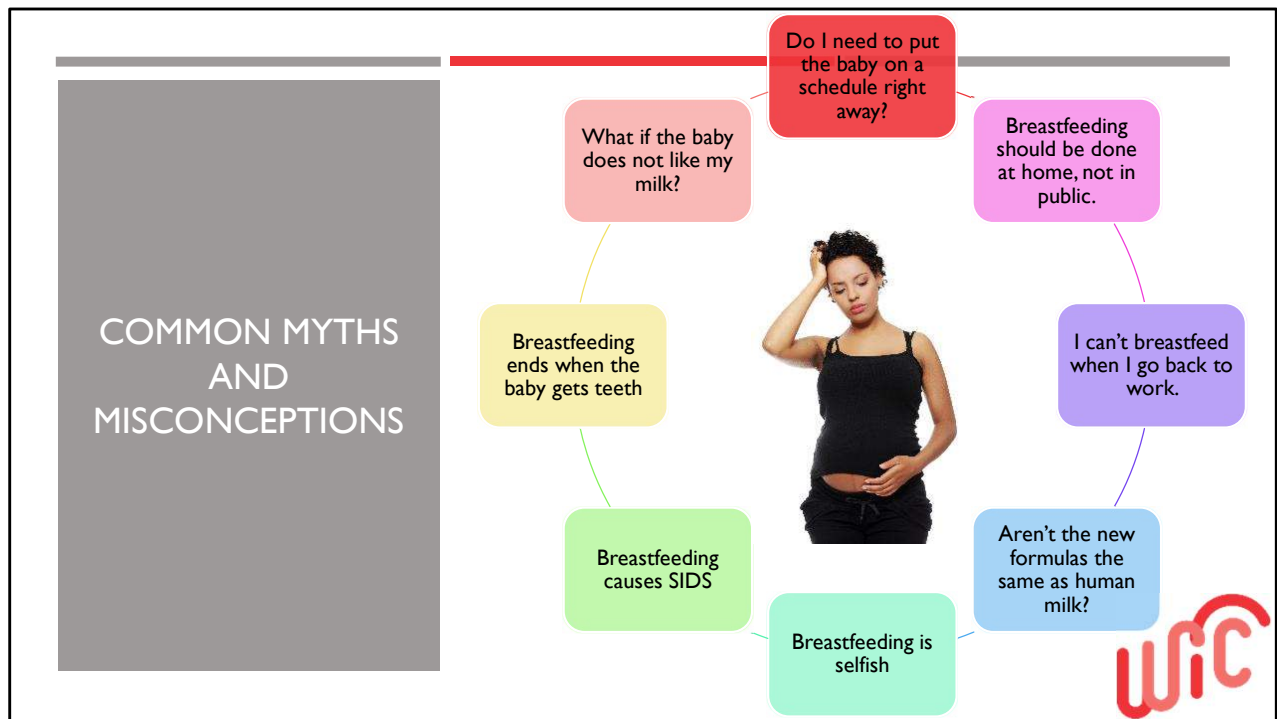 COMMON MYTHS
AND
MISCONCEPTIONS
Do I need to put
the baby on a
schedule right
away?
Breastfeeding
should be done
at home, not in
public.
I can’t breastfeed
when I go back to
work.
Aren’t the new
formulas the
same as human
milk?
Breastfeeding is
selfish
Breastfeeding
causes SIDS
Breastfeeding
ends when the
baby gets teeth
What if the baby
does not like my
milk?
WIC